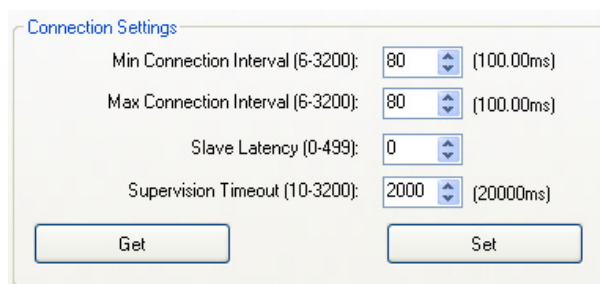 Connection Settings
Min Connection Interval (6-3200): 80 (100.00ms)
Max Connection Interval (6-3200): 80 (100.00ms)
Slave Latency (0-499): 0
Supervision Timeout (10-3200): 2000 (20000ms)
Get Set